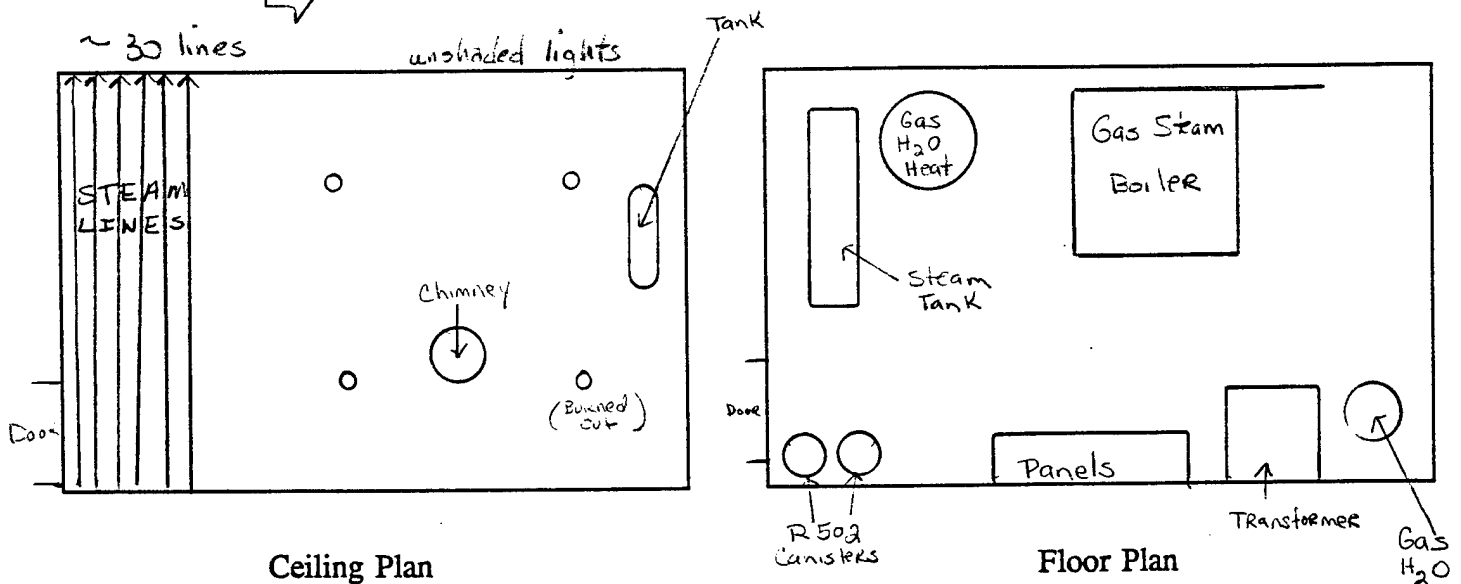 ~ 30 lines
unshaded lights
Tank
STEAM
LINES
Chimney
(Burned
out)
Door
Ceiling Plan
Gas
H₂O
Heat
Gas Steam
Boiler
Steam
Tank
Door
Panels
R502
Canisters
Transformer
Gas
H₂O
Floor Plan